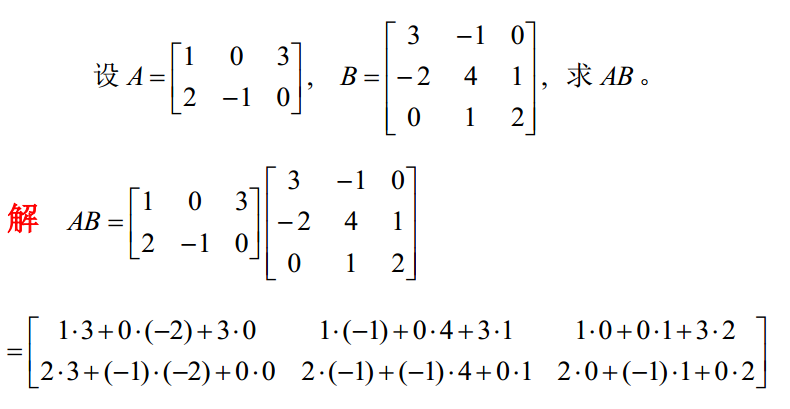 设 A = [1 0 3; 2 −1 0], B = [3 −1 0; −2 4 1; 0 1 2], 求 AB。
解 AB = [1 0 3; 2 −1 0] [3 −1 0; −2 4 1; 0 1 2]
= [1·3+0·(−2)+3·0 1·(−1)+0·4+3·1 1·0+0·1+3·2;
2·3+(−1)·(−2)+0·0 2·(−1)+(−1)·4+0·1 2·0+(−1)·1+0·2]